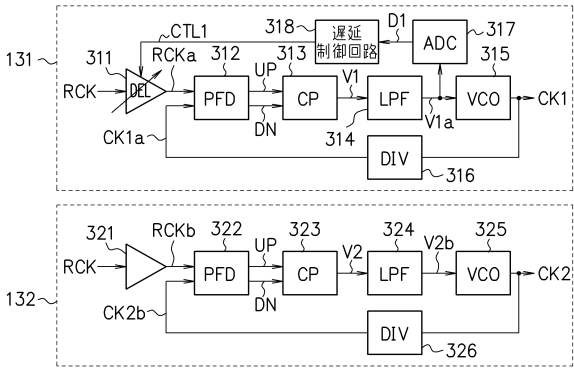 CTL1
318
遅延
制御回路
D1
317
ADC
131
311
RCKa
312
313
315
RCK
DEL
UP
PFD
DN
CP
V1
LPF
V1a
VCO
CK1
314
CK1a
DIV
316
321
RCKb
322
323
324
325
RCK
UP
PFD
DN
CP
V2
LPF
V2b
VCO
CK2
132
CK2b
DIV
326